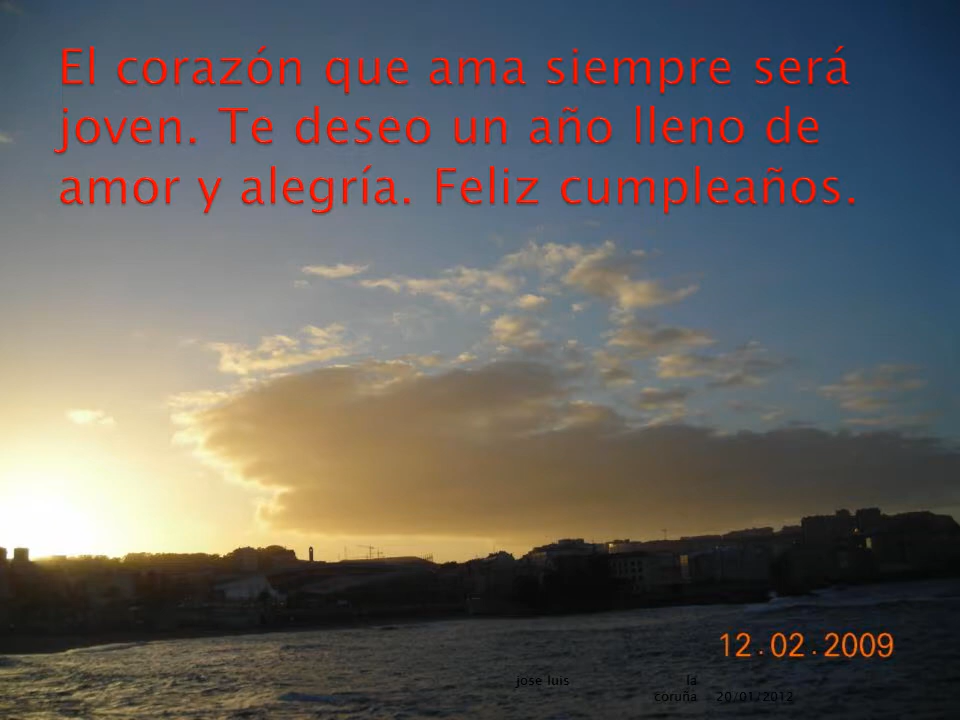 El corazón que ama siempre será
joven. Te deseo un año lleno de
amor y alegría. Feliz cumpleaños.
12.02.2009
jose luis la
coruña 20/01/2012